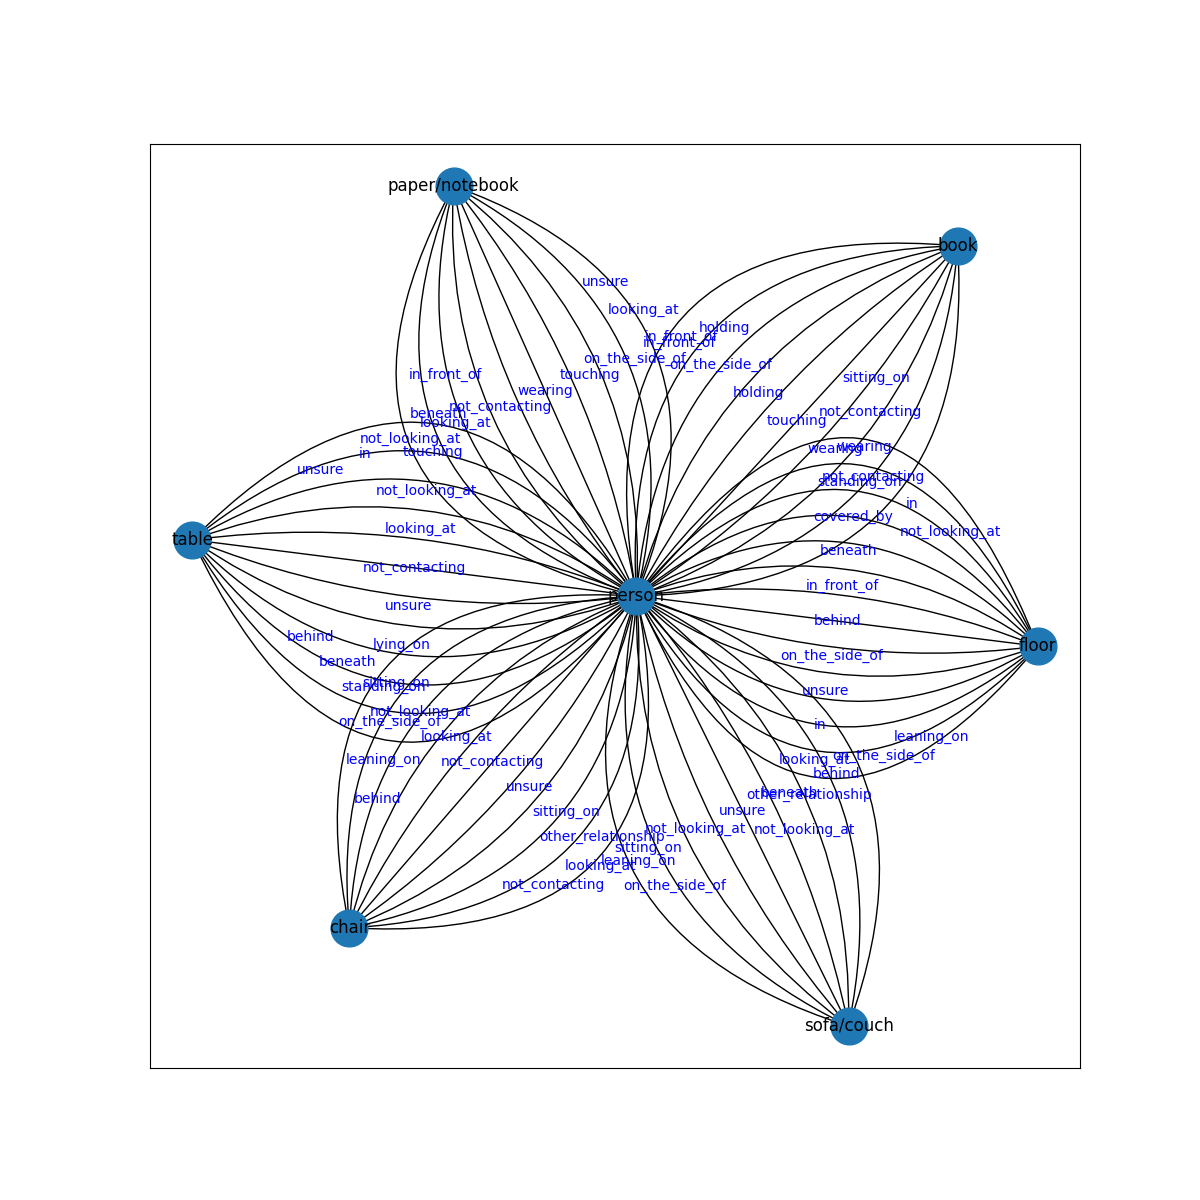 paper/notebook
book
unsure
looking_at
holding
in_front_of
in_front_of
on_the_side_of
on_the_side_of
in_front_of
touching
sitting_on
wearing
holding
not_contacting
beneath
not_contacting
looking_at
touching
not_looking_at
wearing
wearing
in
touching
unsure
not_contacting
standing_on
not_looking_at
in
covered_by
looking_at
not_looking_at
table
beneath
not_contacting
in_front_of
person
unsure
behind
behind
lying_on
floor
beneath
on_the_side_of
sitting_on
standing_on
unsure
not_looking_at
on_the_side_of
in
looking_at
leaning_on
leaning_on
not_contacting
looking_at
on_the_side_of
behind
unsure
beneath
other_relationship
behind
sitting_on
unsure
other_relationship
not_looking_at
not_looking_at
sitting_on
looking_at
leaning_on
not_contacting
on_the_side_of
chair
sofa/couch